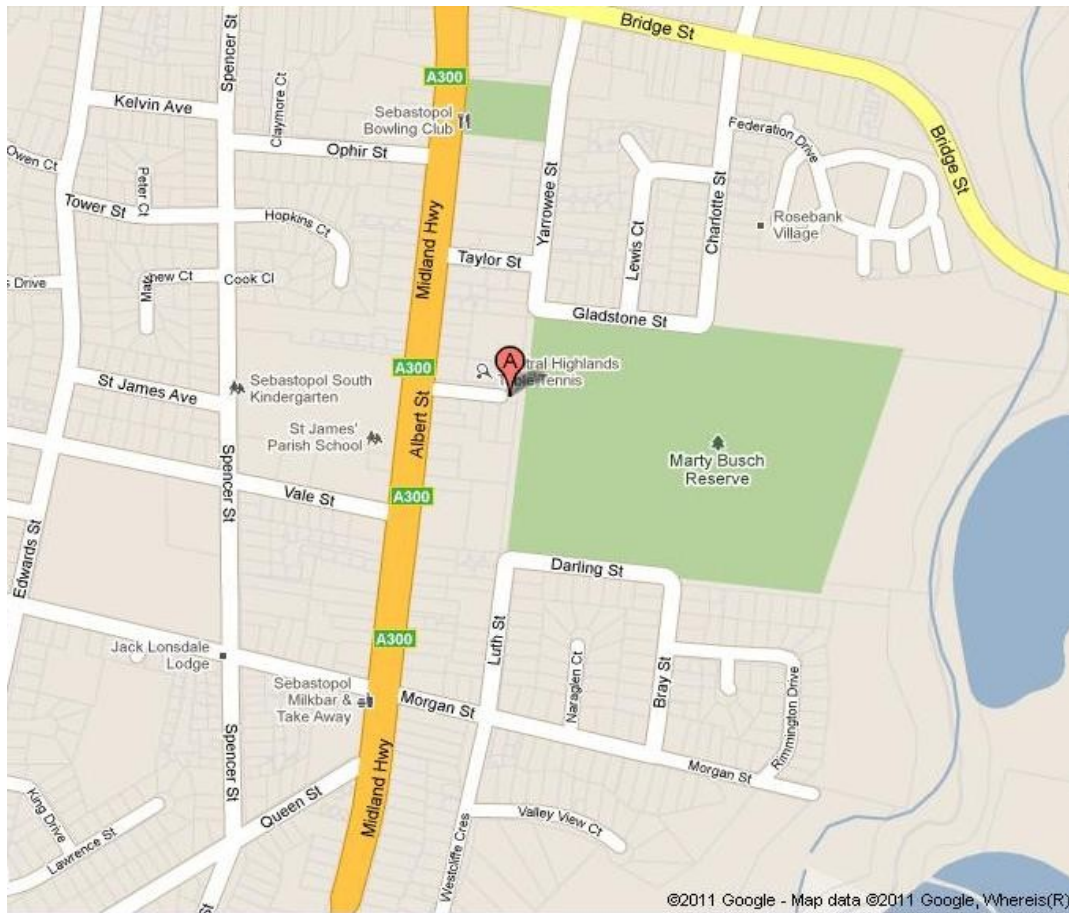 Bridge St
Spencer St
A300
Claymore Ct
Kelvin Ave
Sebastopol
Bowling Club
Federation Drive
Bridge St
Ophir St
Owen Ct
Peter Ct
Tower St
Hopkins Ct
Yarrowee St
Charlotte St
Rosebank
Village
Midland Hwy
Lewis Ct
Taylor St
Cook Cl
s Drive
Gladstone St
A300
A
Highlands
Tennis
St James Ave
Sebastopol South
Kindergarten
Albert St
St James'
Parish School
Marty Busch
Reserve
Spencer St
Vale St
A300
Edwards St
Darling St
Luth St
A300
Jack Lonsdale
Lodge
Naraglen Ct
Bray St
Sebastopol
Milkbar &
Take Away
Morgan St
Rimmington Drive
Spencer St
Midland Hwy
Morgan St
King Drive
Queen St
Lawrence St
Valley View Ct
Westcliffe Cres
©2011 Google - Map data ©2011 Google, Whereis(R)